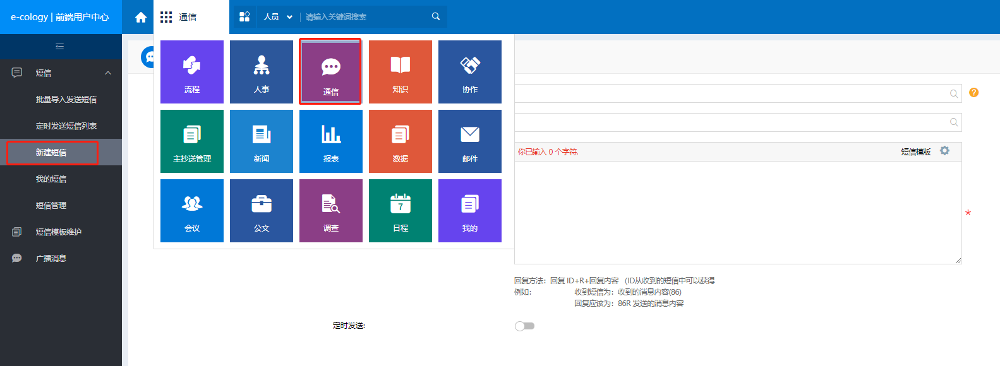 e-cology | 前端用户中心
通信
人员
请输入关键词搜索
短信
批量导入发送短信
定时发送短信列表
新建短信
我的短信
短信管理
短信模板维护
广播消息
流程
人事
通信
知识
协作
主抄送管理
新闻
报表
数据
邮件
会议
公文
调查
7
日程
我的
?
你已输入 0 个字符.
短信模版
*
回复方法：回复 ID+R+回复内容 （ID从收到的短信中可以获得
例如： 收到短信为：收到的消息内容(86)
回复应该为：86R 发送的消息内容
定时发送: